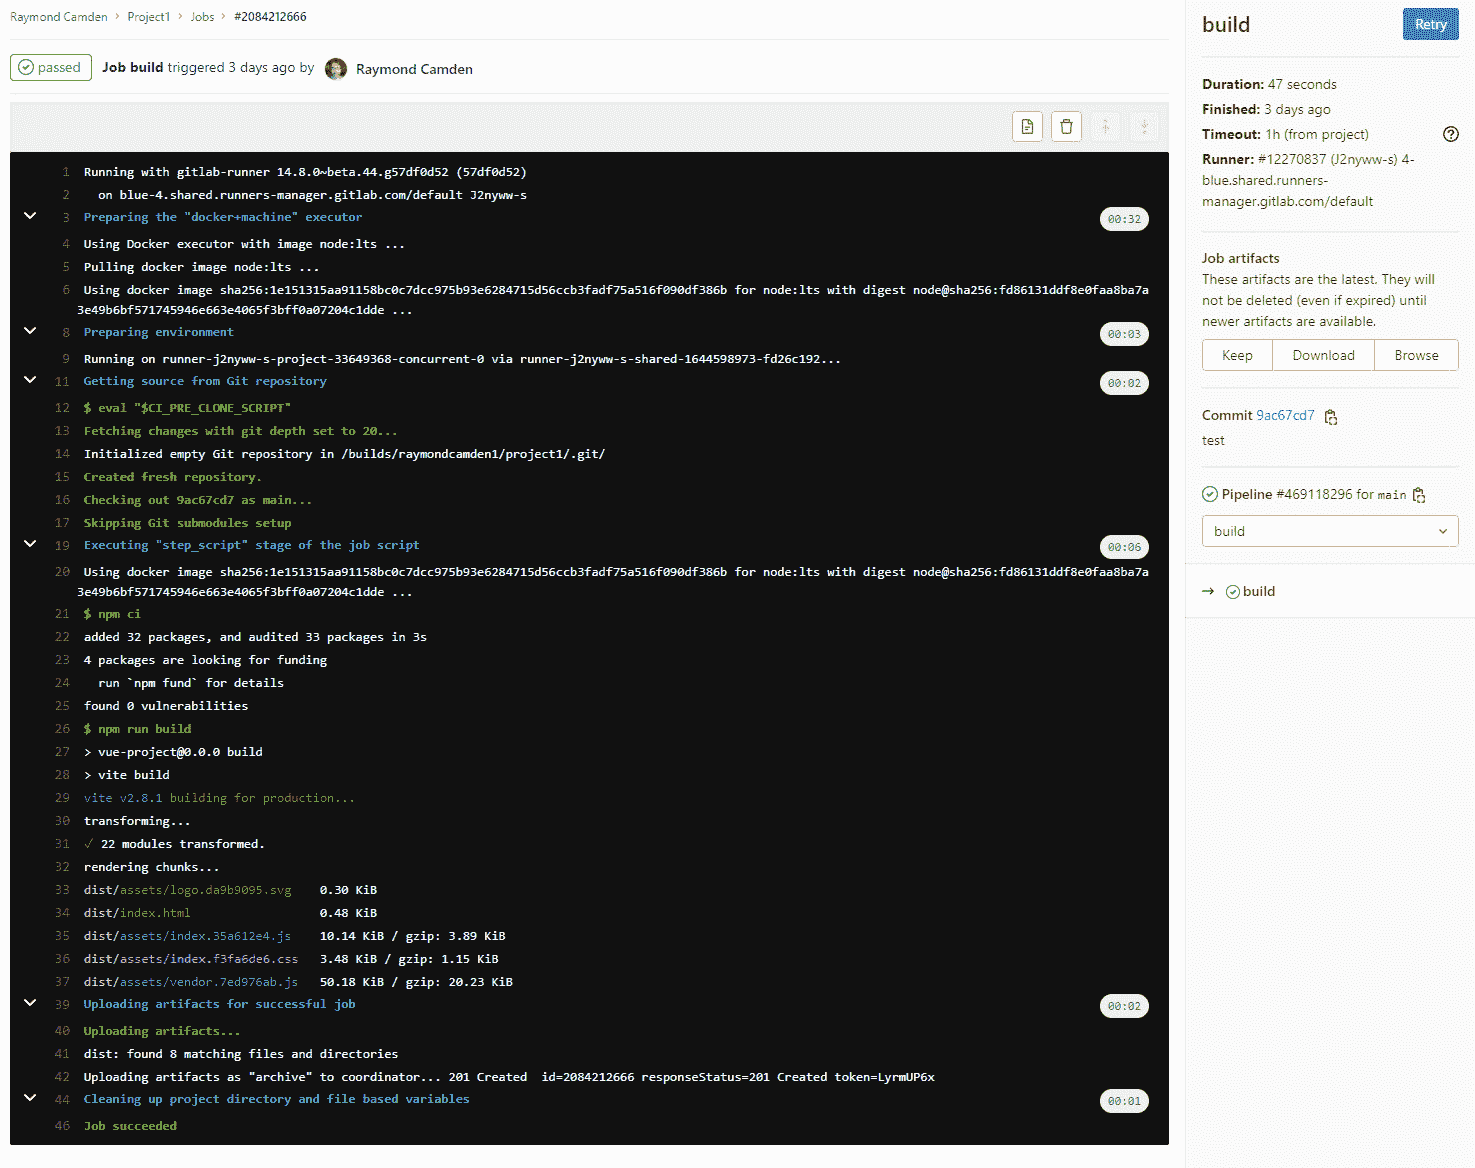 Raymond Camden › Project1 › Jobs › #2084212666
passed Job build triggered 3 days ago by Raymond Camden
1 Running with gitlab-runner 14.8.0~beta.44.g57df0d52 (57df0d52)
2 on blue-4.shared.runners-manager.gitlab.com/default J2nyww-s
3 Preparing the "docker+machine" executor 00:32
4 Using Docker executor with image node:lts ...
5 Pulling docker image node:lts ...
6 Using docker image sha256:1e151315aa91158bc0c7dcc975b93e6284715d56ccb3fadf75a516f090df386b for node:lts with digest node@sha256:fd86131ddf8e0faa8ba7a
3e49b6bf571745946e663e4065f3bff0a07204c1dde ...
8 Preparing environment 00:03
9 Running on runner-j2nyww-s-project-33649368-concurrent-0 via runner-j2nyww-s-shared-1644598973-fd26c192...
11 Getting source from Git repository 00:02
12 $ eval "$CI_PRE_CLONE_SCRIPT"
13 Fetching changes with git depth set to 20...
14 Initialized empty Git repository in /builds/raymondcamden1/project1/.git/
15 Created fresh repository.
16 Checking out 9ac67cd7 as main...
17 Skipping Git submodules setup
19 Executing "step_script" stage of the job script 00:06
20 Using docker image sha256:1e151315aa91158bc0c7dcc975b93e6284715d56ccb3fadf75a516f090df386b for node:lts with digest node@sha256:fd86131ddf8e0faa8ba7a
3e49b6bf571745946e663e4065f3bff0a07204c1dde ...
21 $ npm ci
22 added 32 packages, and audited 33 packages in 3s
23 4 packages are looking for funding
24 run `npm fund` for details
25 found 0 vulnerabilities
26 $ npm run build
27 > vue-project@0.0.0 build
28 > vite build
29 vite v2.8.1 building for production...
30 transforming...
31 ✓ 22 modules transformed.
32 rendering chunks...
33 dist/assets/logo.da9b9095.svg 0.30 KiB
34 dist/index.html 0.48 KiB
35 dist/assets/index.35a612e4.js 10.14 KiB / gzip: 3.89 KiB
36 dist/assets/index.f3fa6de6.css 3.48 KiB / gzip: 1.15 KiB
37 dist/assets/vendor.7ed976ab.js 50.18 KiB / gzip: 20.23 KiB
39 Uploading artifacts for successful job 00:02
40 Uploading artifacts...
41 dist: found 8 matching files and directories
42 Uploading artifacts as "archive" to coordinator... 201 Created id=2084212666 responseStatus=201 Created token=LyrmUP6x
44 Cleaning up project directory and file based variables 00:01
46 Job succeeded
build Retry
Duration: 47 seconds
Finished: 3 days ago
Timeout: 1h (from project)
Runner: #12270837 (J2nyww-s) 4-
blue.shared.runners-
manager.gitlab.com/default
Job artifacts
These artifacts are the latest. They will
not be deleted (even if expired) until
newer artifacts are available.
Keep Download Browse
Commit 9ac67cd7
test
Pipeline #469118296 for main
build
→ build